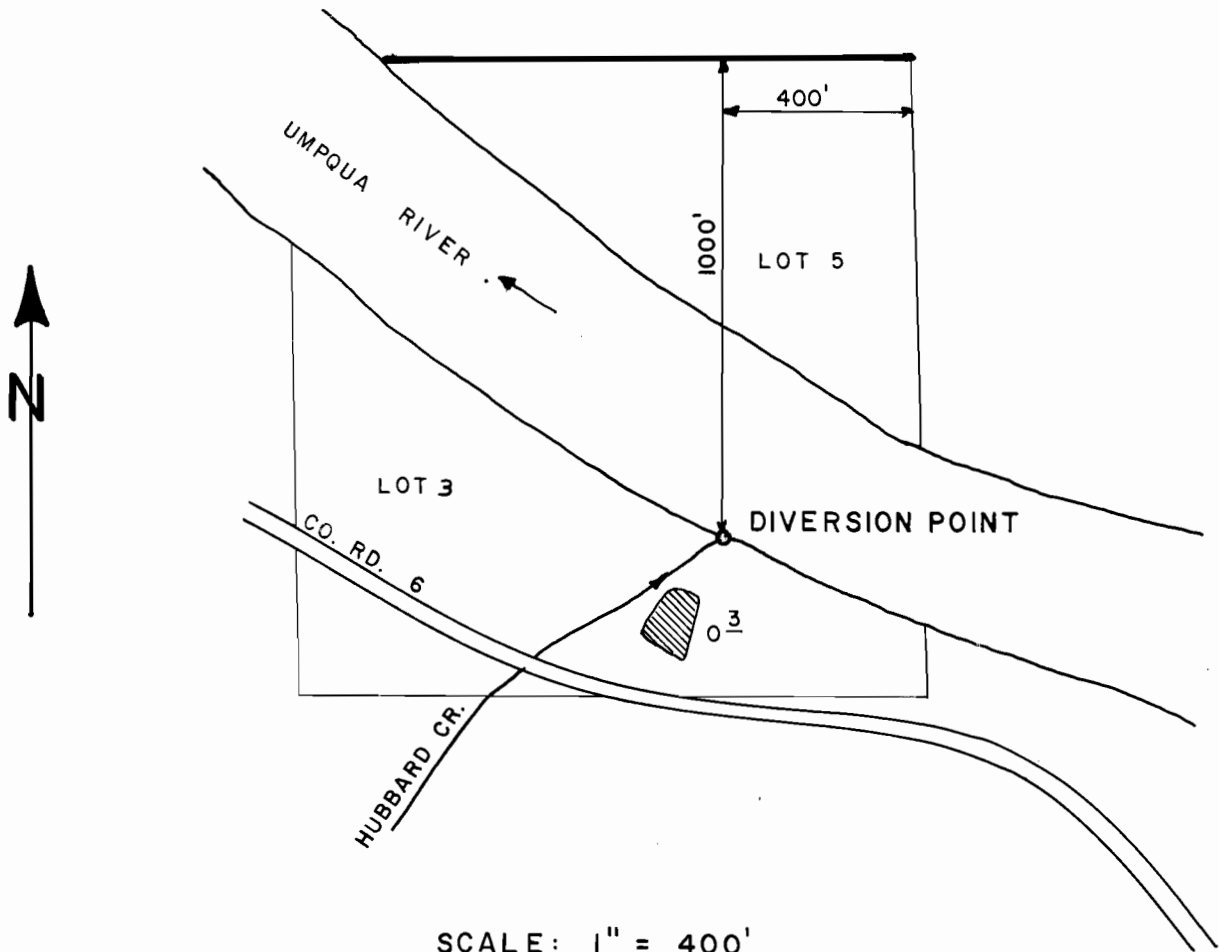 400'
UMPQUA RIVER
1000'
LOT 5
N
LOT 3
DIVERSION POINT
CO. RD. 6
0 3
HUBBARD CR.
SCALE: 1" = 400'